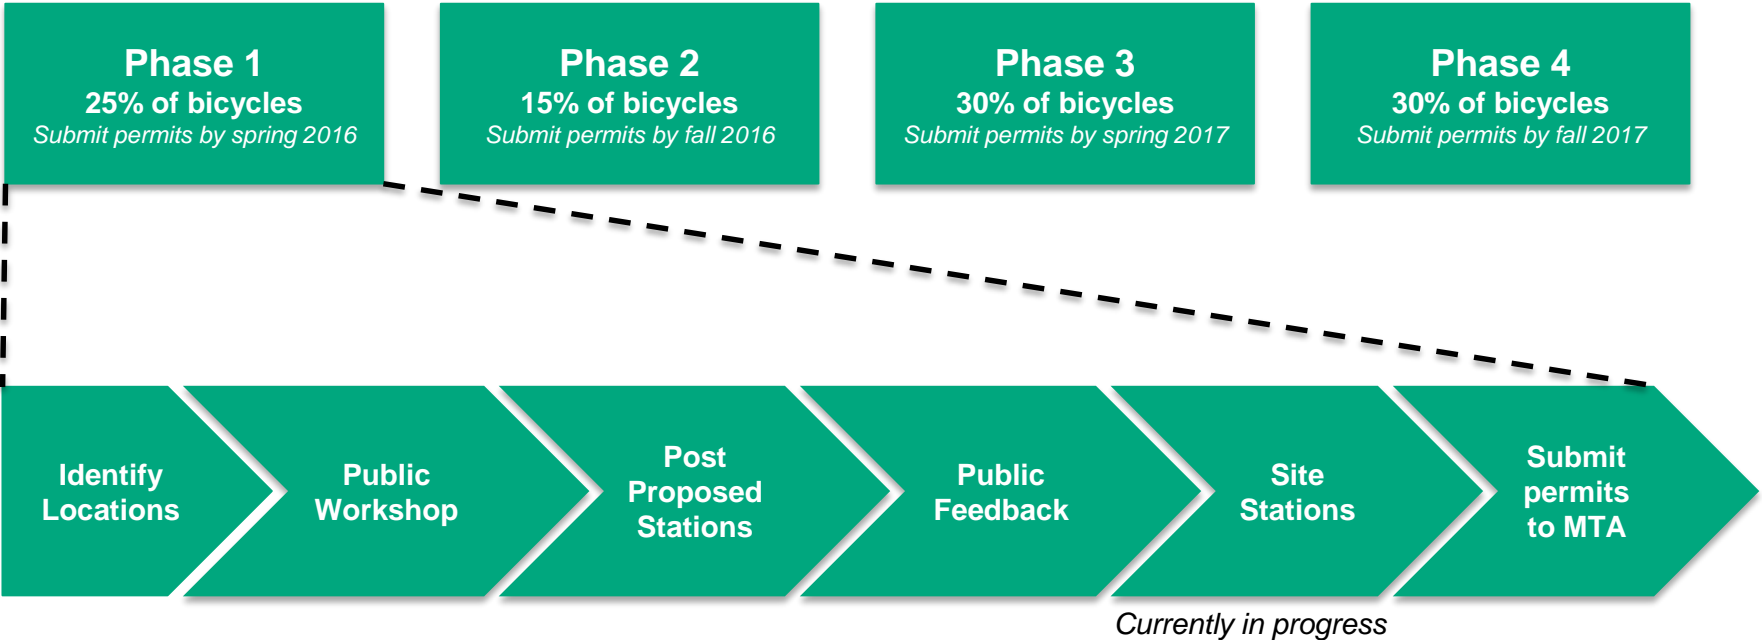 Phase 1
25% of bicycles
Submit permits by spring 2016
Phase 2
15% of bicycles
Submit permits by fall 2016
Phase 3
30% of bicycles
Submit permits by spring 2017
Phase 4
30% of bicycles
Submit permits by fall 2017
Identify
Locations
Public
Workshop
Post
Proposed
Stations
Public
Feedback
Site
Stations
Submit
permits
to MTA
Currently in progress